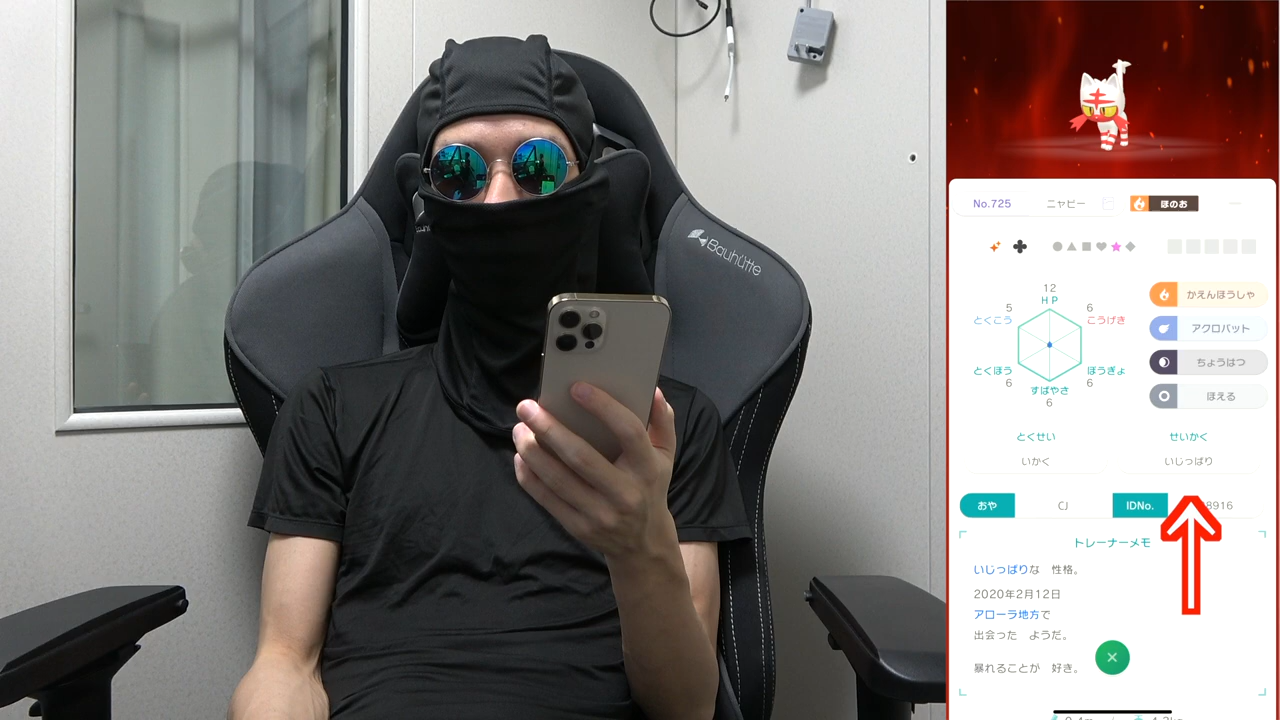 Bauhütte
No.725 ニャビー ほのお
12
HP
5 6
とくこう こうげき
とくほう ぼうぎょ
6 6
すばやさ
6
かえんほうしゃ
アクロバット
ちょうはつ
ほえる
とくせい せいかく
いかく いじっぱり
おや CJ IDNo. 8916
トレーナーメモ
いじっぱりな 性格。
2020年2月12日
アローラ地方で
出会った ようだ。
暴れることが 好き。